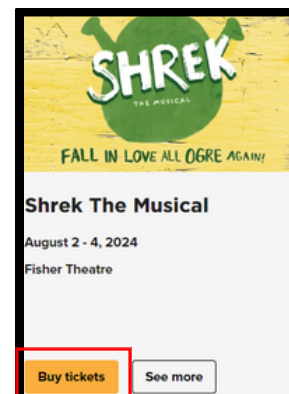 SHREK
THE MUSICAL
FALL IN LOVE ALL OGRE AGAIN!
Shrek The Musical
August 2 - 4, 2024
Fisher Theatre
Buy tickets See more